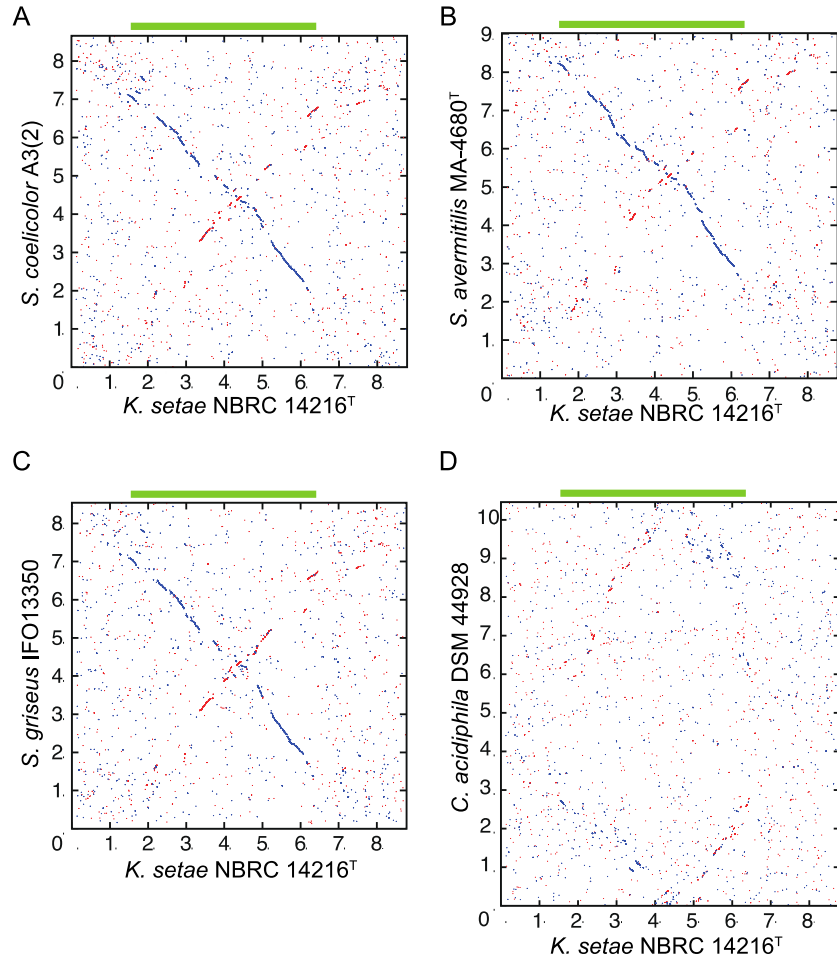 A
8
7
6
5
4
3
2
1
0
1. 2. 3. 4. 5. 6. 7. 8.
S. coelicolor A3(2)
K. setae NBRC 14216ᵀ
B
9
8
7
6
5
4
3
2
1
0
1. 2. 3. 4. 5. 6. 7. 8.
S. avermitilis MA-4680ᵀ
K. setae NBRC 14216ᵀ
C
8
7
6
5
4
3
2
1
0
1. 2. 3. 4. 5. 6. 7. 8.
S. griseus IFO13350
K. setae NBRC 14216ᵀ
D
10
9
8
7
6
5
4
3
2
1
0
1. 2. 3. 4. 5. 6. 7. 8.
C. acidiphila DSM 44928
K. setae NBRC 14216ᵀ